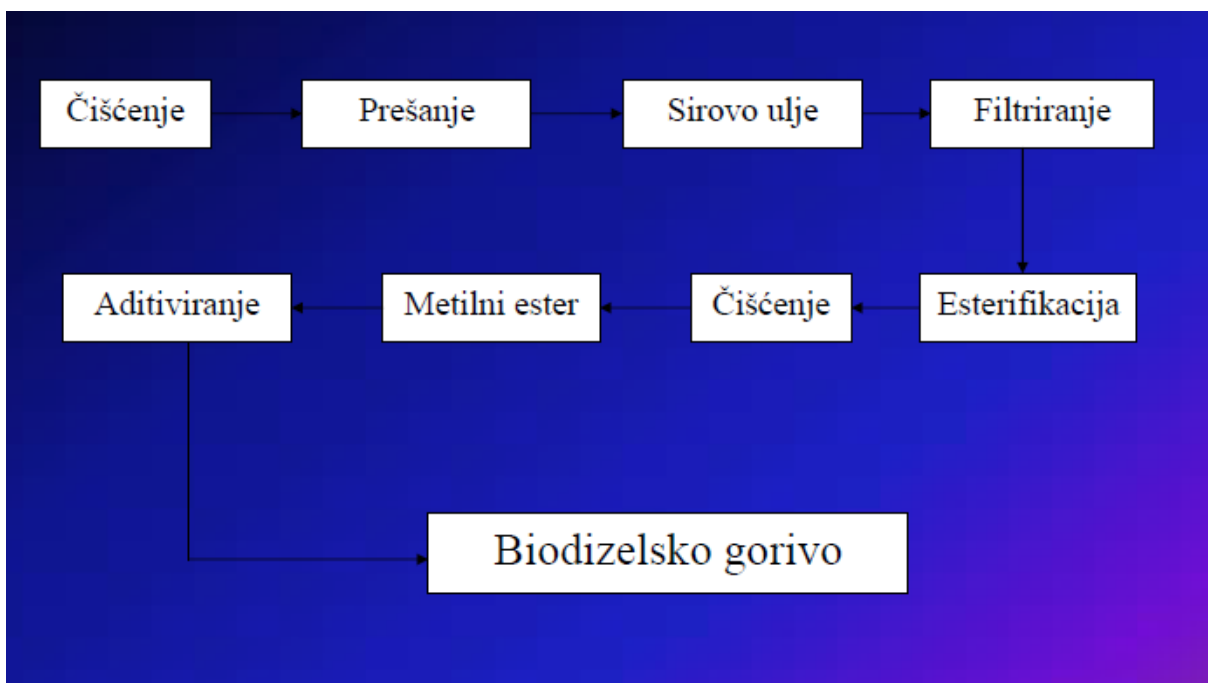 Čišćenje
Prešanje
Sirovo ulje
Filtriranje
Esterifikacija
Čišćenje
Metilni ester
Aditiviranje
Biodizelsko gorivo